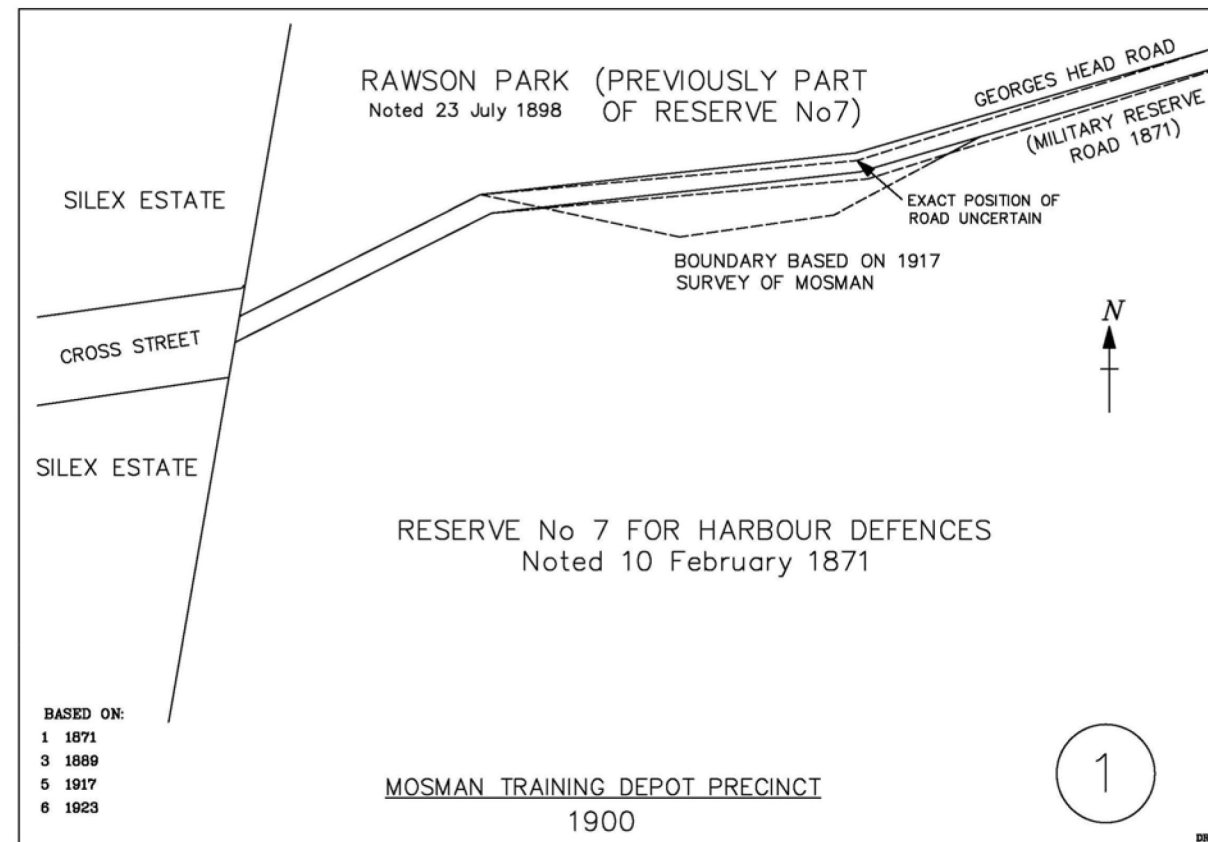 RAWSON PARK (PREVIOUSLY PART
Noted 23 July 1898 OF RESERVE No7)
GEORGES HEAD ROAD
(MILITARY RESERVE
ROAD 1871)
SILEX ESTATE
EXACT POSITION OF
ROAD UNCERTAIN
BOUNDARY BASED ON 1917
SURVEY OF MOSMAN
N
CROSS STREET
SILEX ESTATE
RESERVE No 7 FOR HARBOUR DEFENCES
Noted 10 February 1871
BASED ON:
1 1871
3 1889
5 1917
6 1923
MOSMAN TRAINING DEPOT PRECINCT
1900
1